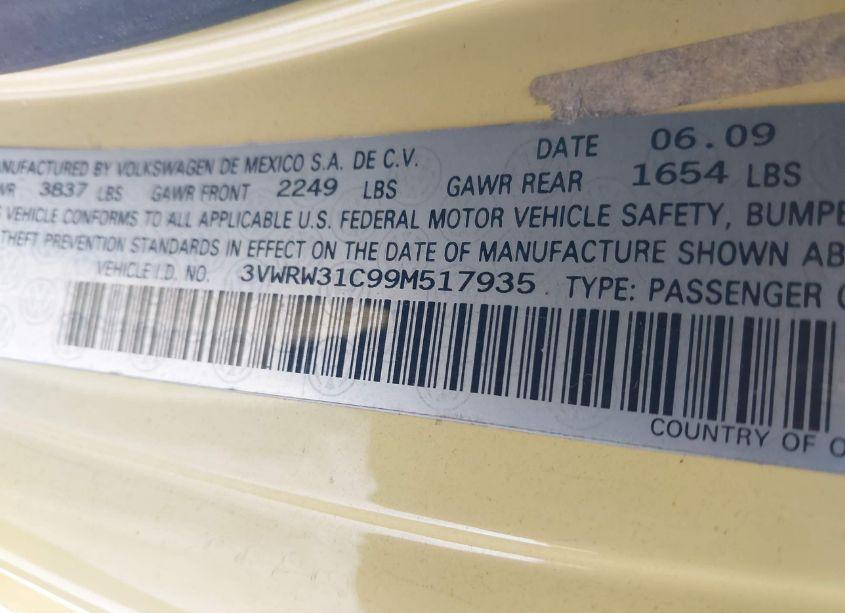 MANUFACTURED BY VOLKSWAGEN DE MEXICO S.A. DE C.V. DATE 06.09
WR 3837 LBS GAWR FRONT 2249 LBS GAWR REAR 1654 LBS
S VEHICLE CONFORMS TO ALL APPLICABLE U.S. FEDERAL MOTOR VEHICLE SAFETY, BUMPE
THEFT PREVENTION STANDARDS IN EFFECT ON THE DATE OF MANUFACTURE SHOWN AB
VEHICLE I.D. NO. 3VWRW31C99M517935 TYPE: PASSENGER
COUNTRY OF O